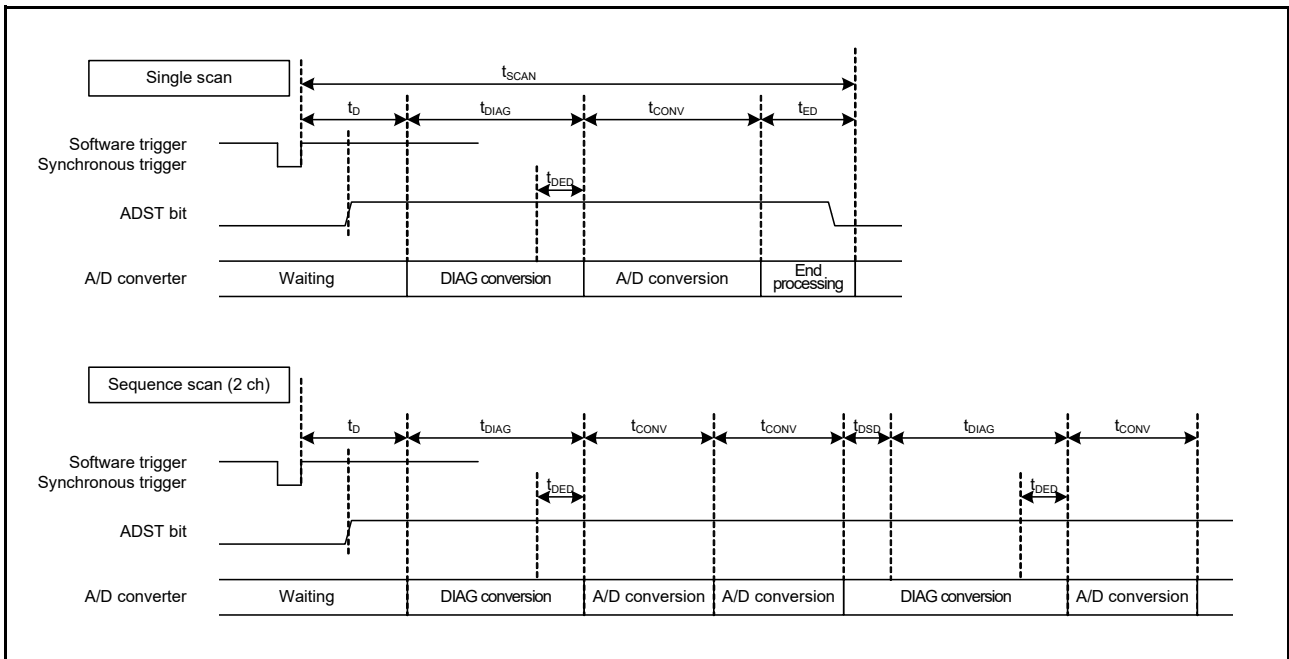 Single scan
tSCAN
tD tDIAG tCONV tED
Software trigger
Synchronous trigger
tDED
ADST bit
A/D converter Waiting DIAG conversion A/D conversion End processing
Sequence scan (2 ch)
tD tDIAG tCONV tCONV tDSD tDIAG tCONV
Software trigger
Synchronous trigger
tDED tDED
ADST bit
A/D converter Waiting DIAG conversion A/D conversion A/D conversion DIAG conversion A/D conversion